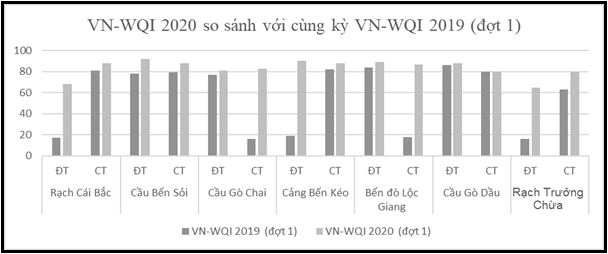 VN-WQI 2020 so sánh với cùng kỳ VN-WQI 2019 (đợt 1)
100
80
60
40
20
0
ĐT CT ĐT CT ĐT CT ĐT CT ĐT CT ĐT CT ĐT CT
Rạch Cái Bắc Cầu Bến Sỏi Cầu Gò Chai Cảng Bến Kéo Bến đò Lộc Giang Cầu Gò Dầu Rạch Trưởng Chừa
VN-WQI 2019 (đợt 1) VN-WQI 2020 (đợt 1)